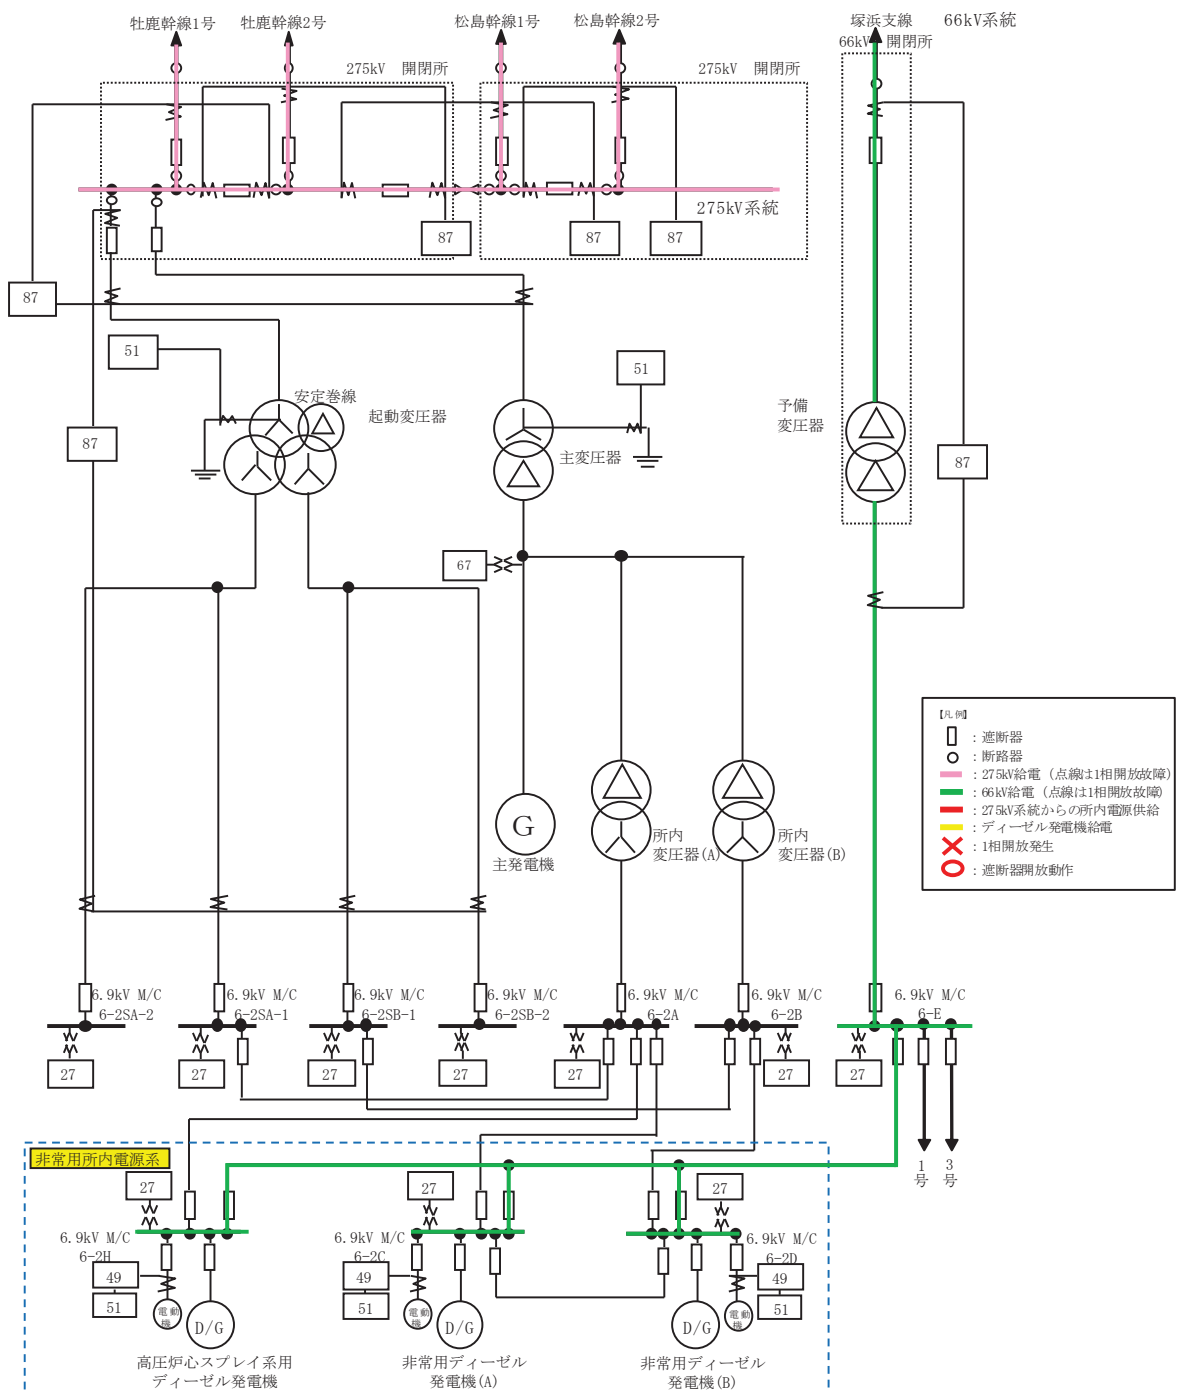 牡鹿幹線1号
牡鹿幹線2号
松島幹線1号
松島幹線2号
塚浜支線
66kV系統
66kV 開閉所
275kV 開閉所
275kV 開閉所
275kV系統
87
87
87
87
87
87
51
51
安定巻線
起動変圧器
主変圧器
予備
変圧器
67
G
主発電機
所内
変圧器(A)
所内
変圧器(B)
【凡例】
：遮断器
：断路器
：275kV給電（点線は1相開放故障）
：66kV給電（点線は1相開放故障）
：275kV系統からの所内電源供給
：ディーゼル発電機給電
：1相開放発生
：遮断器開放動作
6.9kV M/C
6-2SA-2
6.9kV M/C
6-2SA-1
6.9kV M/C
6-2SB-1
6.9kV M/C
6-2SB-2
6.9kV M/C
6-2A
6.9kV M/C
6-2B
6.9kV M/C
6-E
27
27
27
27
27
27
27
1
号
3
号
非常用所内電源系
27
27
27
6.9kV M/C
6-2H
6.9kV M/C
6-2C
6.9kV M/C
6-2D
49
51
49
51
49
51
電動
機
電動
機
電動
機
D/G
D/G
D/G
高圧炉心スプレイ系用
ディーゼル発電機
非常用ディーゼル
発電機(A)
非常用ディーゼル
発電機(B)